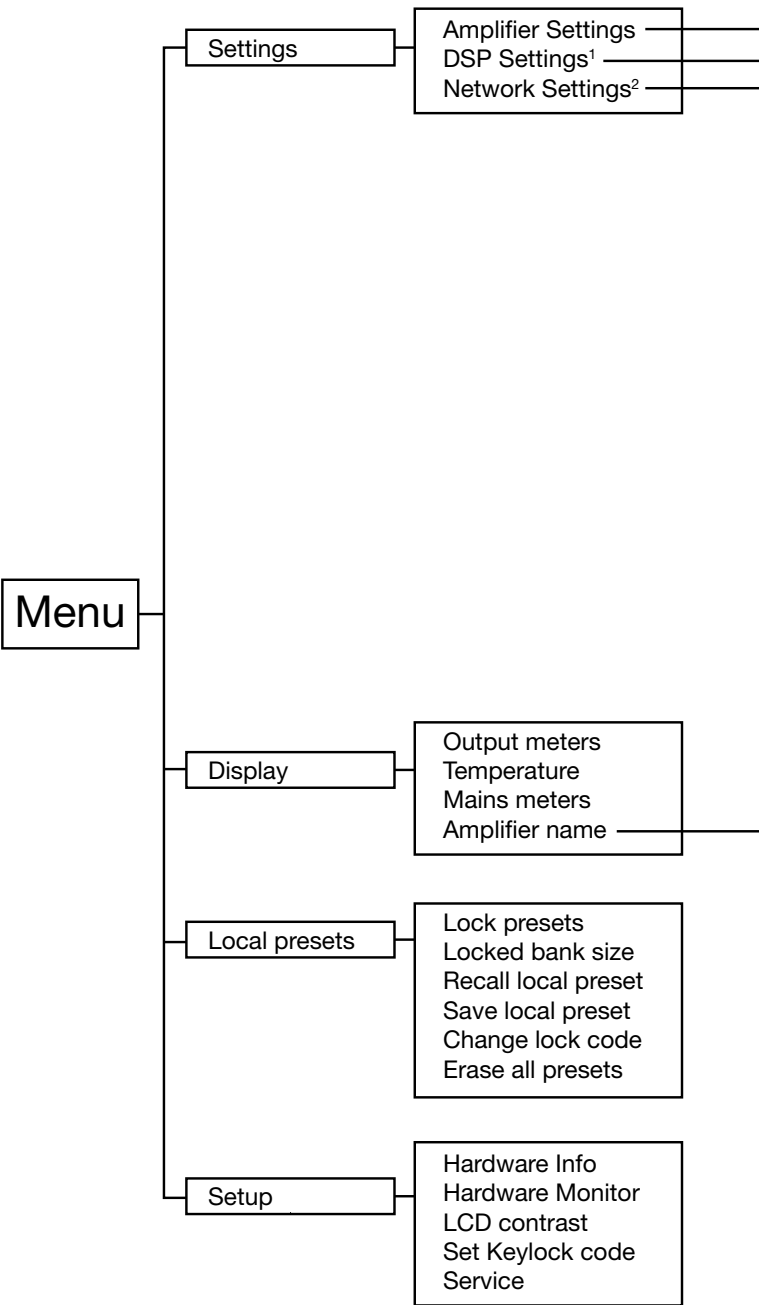 Settings
Amplifier Settings
DSP Settings¹
Network Settings²
Menu
Display
Output meters
Temperature
Mains meters
Amplifier name
Local presets
Lock presets
Locked bank size
Recall local preset
Save local preset
Change lock code
Erase all presets
Setup
Hardware Info
Hardware Monitor
LCD contrast
Set Keylock code
Service